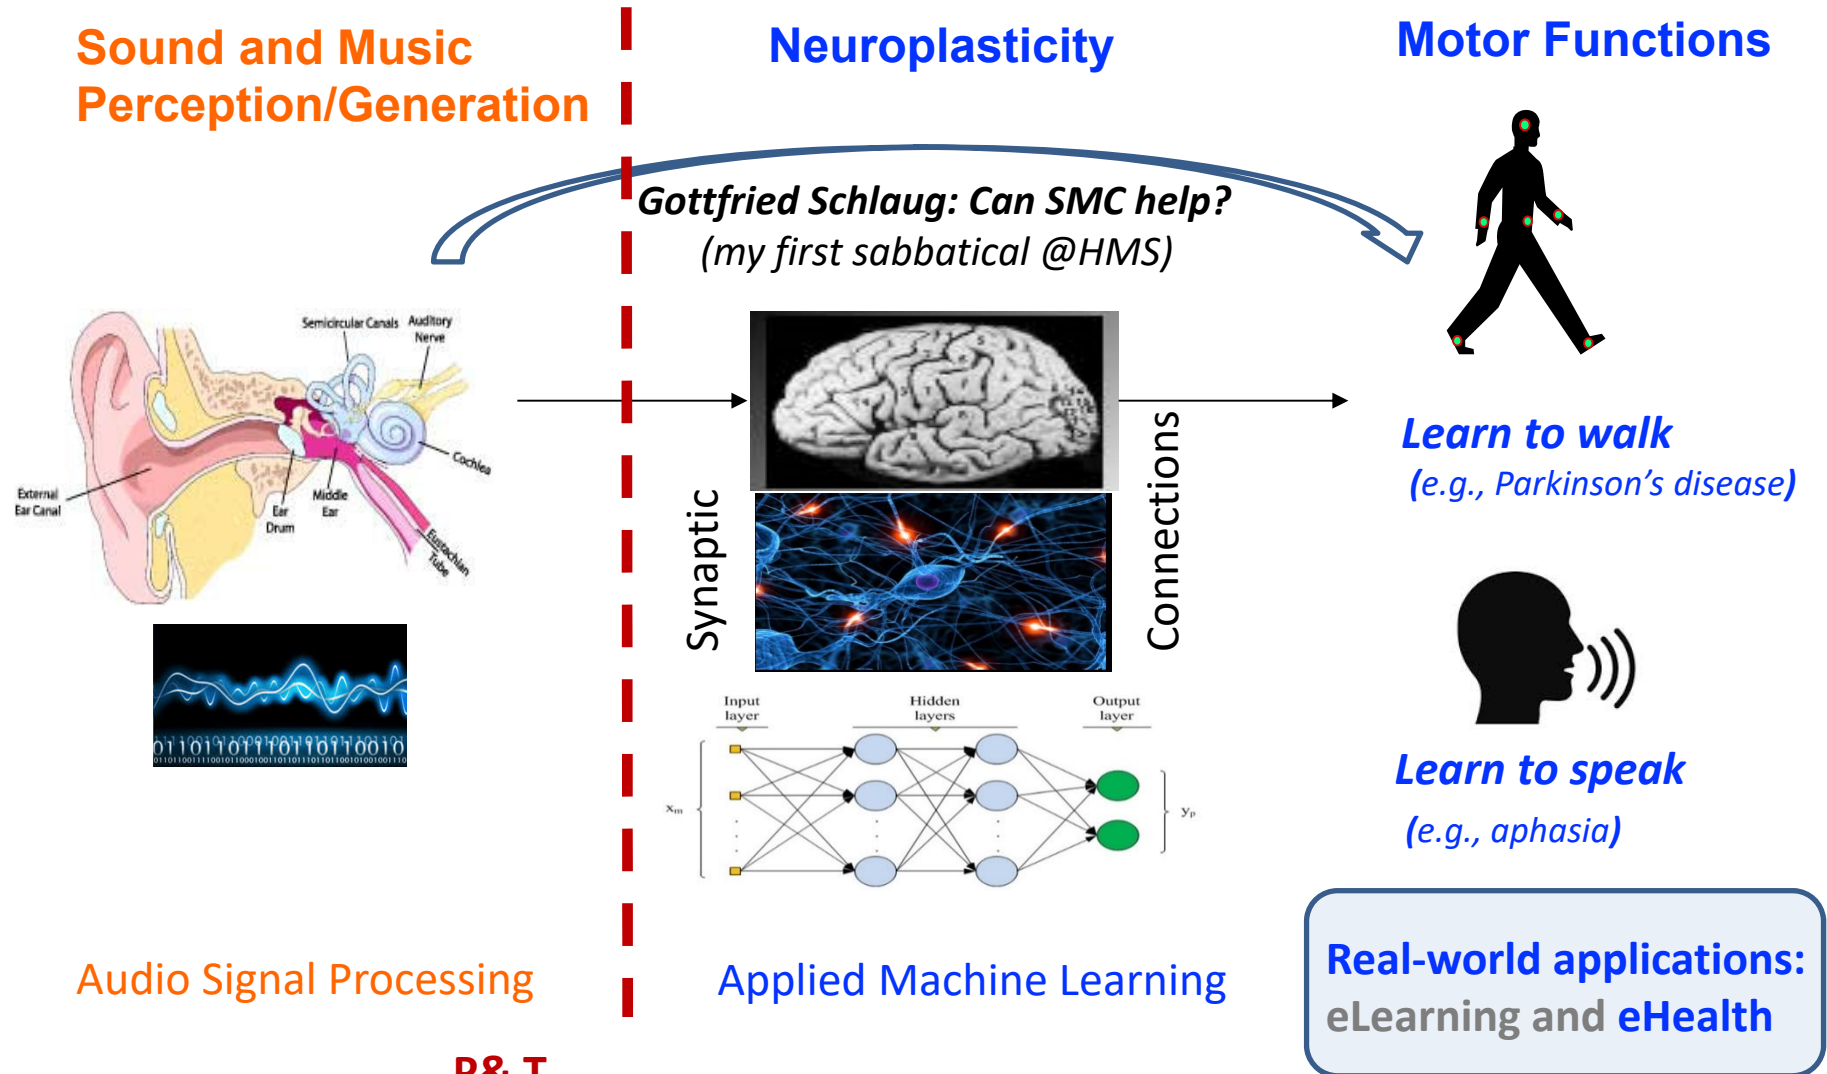 Sound and Music
Perception/Generation
Neuroplasticity
Motor Functions
Gottfried Schlaug: Can SMC help?
(my first sabbatical @HMS)
Semicircular Canals
Auditory
Nerve
Cochlea
External
Ear Canal
Ear
Drum
Middle
Ear
Eustachian
Tube
Synaptic
Connections
Learn to walk
(e.g., Parkinson's disease)
Input
layer
Hidden
layers
Output
layer
xm
yp
Learn to speak
(e.g., aphasia)
Audio Signal Processing
Applied Machine Learning
Real-world applications:
eLearning and eHealth
P& T